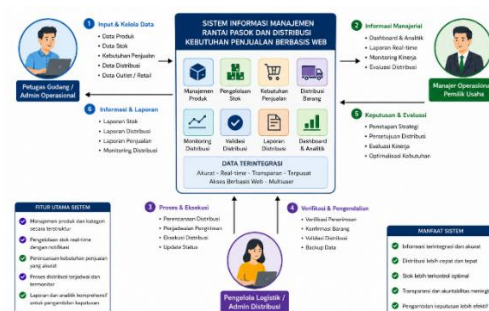 SISTEM INFORMASI MANAJEMEN
RANTAI PASOK DAN DISTRIBUSI
KEBUTUHAN PENJUALAN BERBASIS WEB
1 Input & Kelola Data
• Data Produk
• Data Stok
• Kebutuhan Penjualan
• Data Distribusi
• Data Outlet / Retail
Petugas Gudang /
Admin Operasional
6 Informasi & Laporan
• Laporan Stok
• Laporan Distribusi
• Laporan Penjualan
• Monitoring Distribusi
Manajemen
Produk
Pengelolaan
Stok
Kebutuhan
Penjualan
Distribusi
Barang
Monitoring
Distribusi
Validasi
Distribusi
Laporan
Distribusi
Dashboard
& Analitik
DATA TERINTEGRASI
Akurat - Real-time - Transparan - Terpusat
Akses Berbasis Web - Multiuser
2 Informasi Manajerial
• Dashboard & Analitik
• Laporan Real-time
• Monitoring Kinerja
• Evaluasi Distribusi
Manajer Operasional
Pemilik Usaha
5 Keputusan & Evaluasi
• Penetapan Strategi
• Persetujuan Distribusi
• Evaluasi Kinerja
• Optimalisasi Kebutuhan
3 Proses & Eksekusi
• Perencanaan Distribusi
• Penjadwalan Pengiriman
• Eksekusi Distribusi
• Update Status
4 Verifikasi & Pengendalian
• Verifikasi Penerimaan
• Konfirmasi Barang
• Validasi Distribusi
• Backup Data
Pengelola Logistik /
Admin Distribusi
FITUR UTAMA SISTEM
Manajemen produk dan kategori
secara terstruktur
Pengelolaan stok real-time
dengan notifikasi
Perencanaan kebutuhan penjualan
yang akurat
Proses distribusi terjadwal dan
termonitor
Laporan dan analitik komprehensif
untuk pengambilan keputusan
MANFAAT SISTEM
Informasi terintegrasi dan akurat
Distribusi lebih cepat dan tepat
Stok lebih terkontrol optimal
Transparansi dan akuntabilitas
Pengambilan keputusan lebih efektif